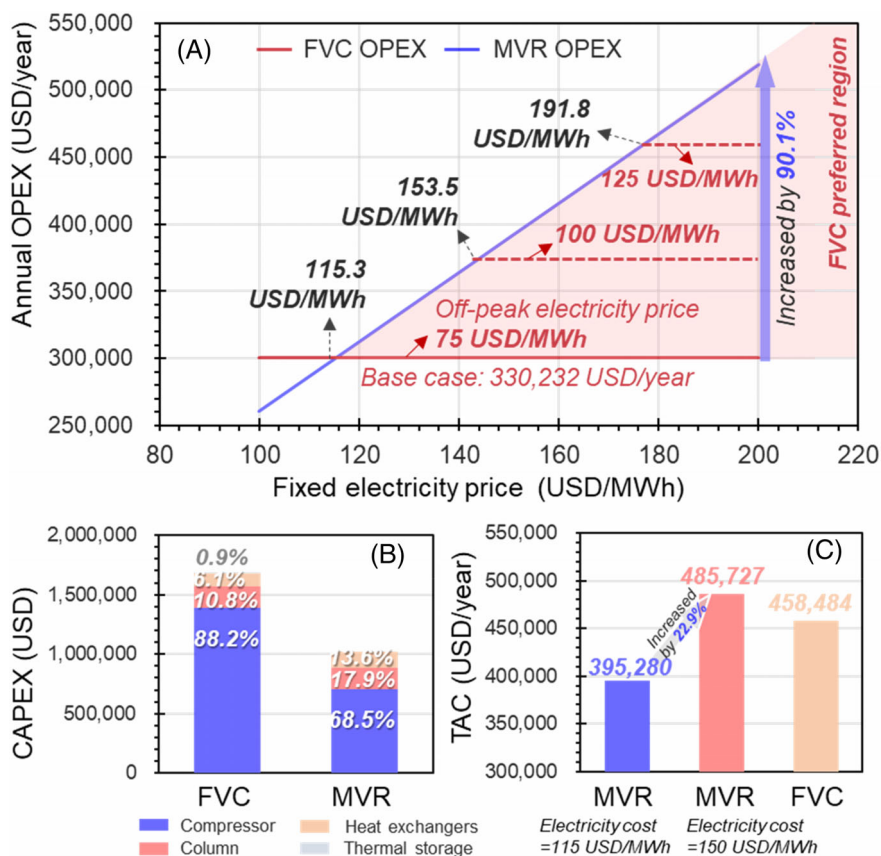 (A)
FVC OPEX
MVR OPEX
Annual OPEX (USD/year)
550,000
500,000
450,000
400,000
350,000
300,000
250,000
191.8
USD/MWh
153.5
USD/MWh
115.3
USD/MWh
125 USD/MWh
100 USD/MWh
Off-peak electricity price
75 USD/MWh
Base case: 330,232 USD/year
Increased by 90.1%
FVC preferred region
80
100
120
140
160
180
200
220
Fixed electricity price (USD/MWh)
(B)
CAPEX (USD)
2,000,000
1,500,000
1,000,000
500,000
0
0.9%
6.1%
10.8%
88.2%
13.6%
17.9%
68.5%
FVC
MVR
Compressor
Heat exchangers
Column
Thermal storage
(C)
TAC (USD/year)
550,000
500,000
450,000
400,000
350,000
300,000
395,280
Increased
by 22.9%
485,727
458,484
MVR
MVR
FVC
Electricity cost
=115 USD/MWh
Electricity cost
=150 USD/MWh